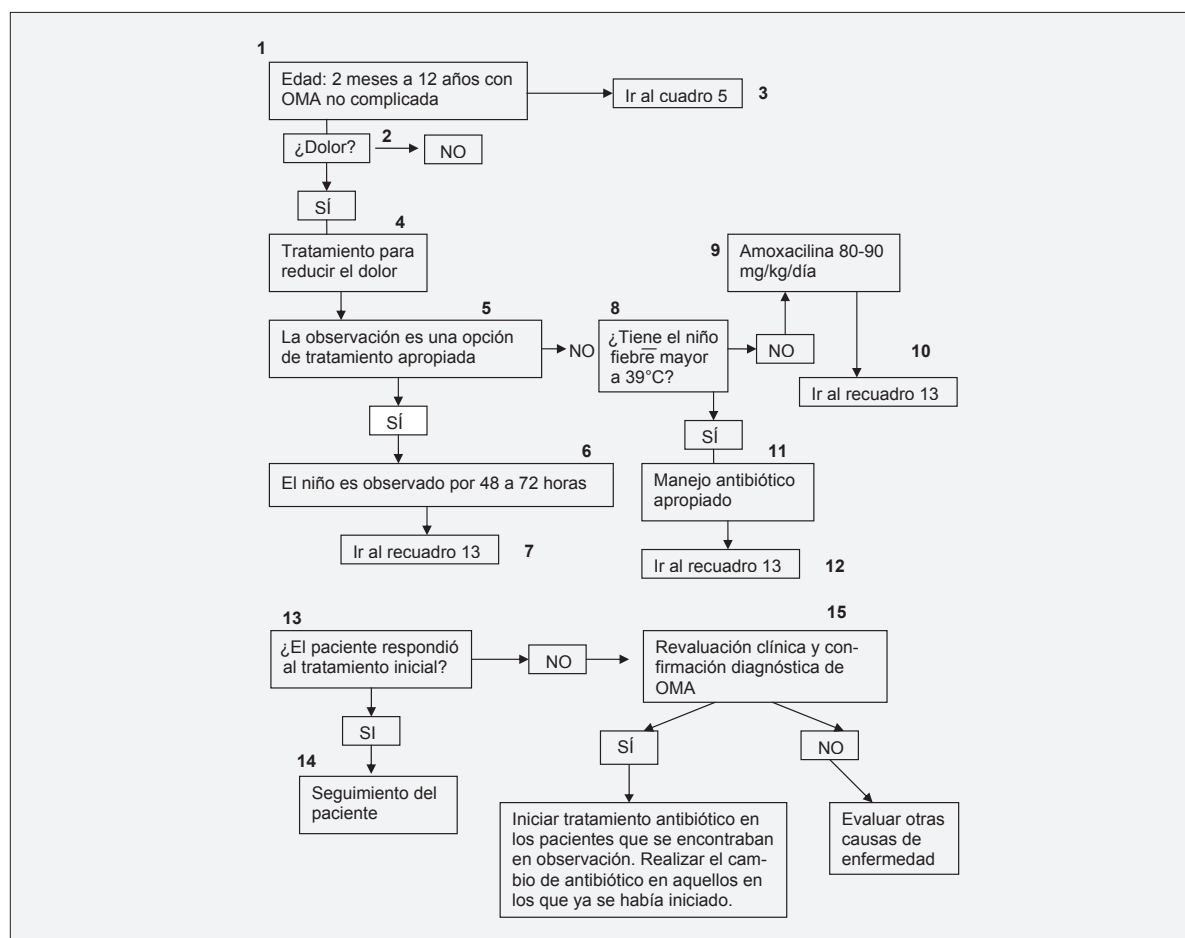 1
Edad: 2 meses a 12 años con
OMA no complicada
Ir al cuadro 5
3
¿Dolor?
2
NO
SÍ
4
Tratamiento para
reducir el dolor
5
La observación es una opción
de tratamiento apropiada
NO
8
¿Tiene el niño
fiebre mayor
a 39°C?
NO
9
Amoxacilina 80-90
mg/kg/día
10
Ir al recuadro 13
SÍ
6
El niño es observado por 48 a 72 horas
Ir al recuadro 13
7
SÍ
11
Manejo antibiótico
apropiado
Ir al recuadro 13
12
13
¿El paciente respondió
al tratamiento inicial?
NO
15
Revaluación clínica y con-
firmación diagnóstica de
OMA
SI
14
Seguimiento del
paciente
SÍ
NO
Iniciar tratamiento antibiótico en
los pacientes que se encontraban
en observación. Realizar el cam-
bio de antibiótico en aquellos en
los que ya se había iniciado.
Evaluar otras
causas de
enfermedad